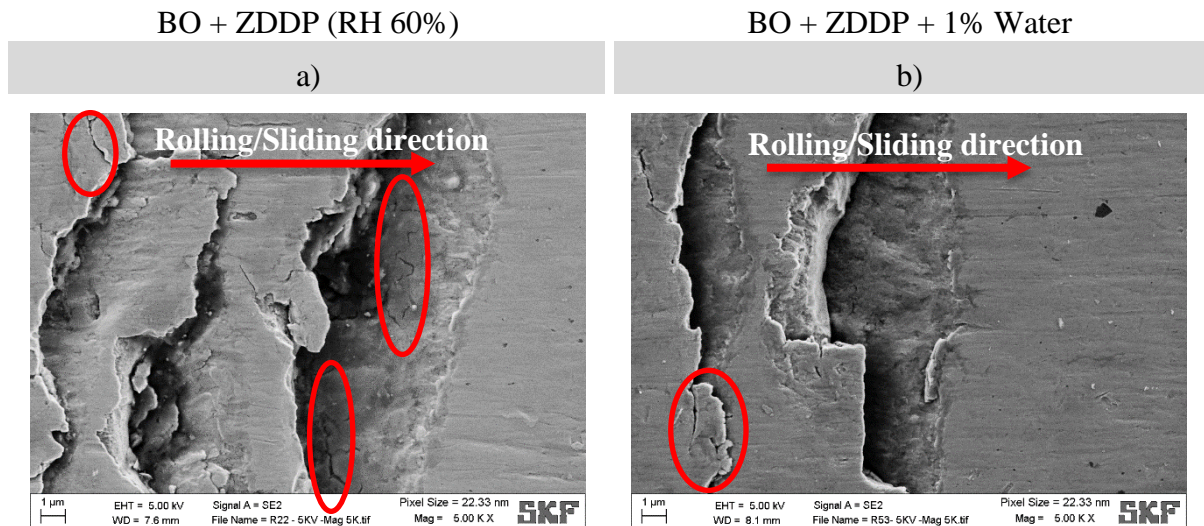 BO + ZDDP (RH 60%)
BO + ZDDP + 1% Water
a)
b)
Rolling/Sliding direction
Rolling/Sliding direction
1 µm
EHT = 5.00 kV
Signal A = SE2
Pixel Size = 22.33 nm
WD = 7.6 mm
File Name = R22 - 5KV -Mag 5K.tif
Mag = 5.00 K X
SKF
1 µm
EHT = 5.00 kV
Signal A = SE2
Pixel Size = 22.33 nm
WD = 8.1 mm
File Name = R53- 5KV -Mag 5K.tif
Mag = 5.00 K X
SKF